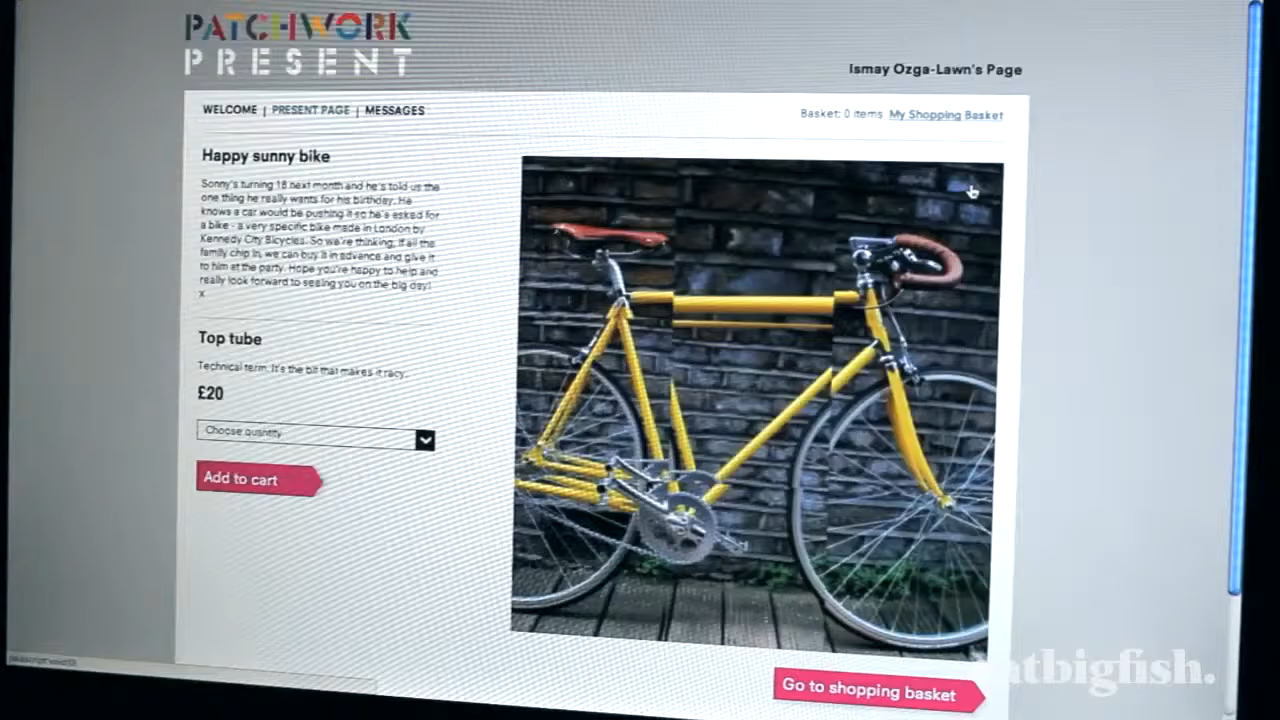 PATCHWORK
PRESENT
Ismay Ozga-Lawn's Page
WELCOME | PRESENT PAGE | MESSAGES
Basket: 0 items My Shopping Basket
Happy sunny bike
Sonny's turning 18 next month and he's told us the
one thing he really wants for his birthday. He
knows a car would be pushing it so he's asked for
a bike - a very specific bike made in London by
Kennedy City Bicycles. So we're thinking, if all the
family chip in, we can buy it in advance and give it
to him at the party. Hope you're happy to help and
really look forward to seeing you on the big day!
x
Top tube
Technical term. It's the bit that makes it racy.
£20
Choose quantity
Add to cart
Go to shopping basket
atbigfish.